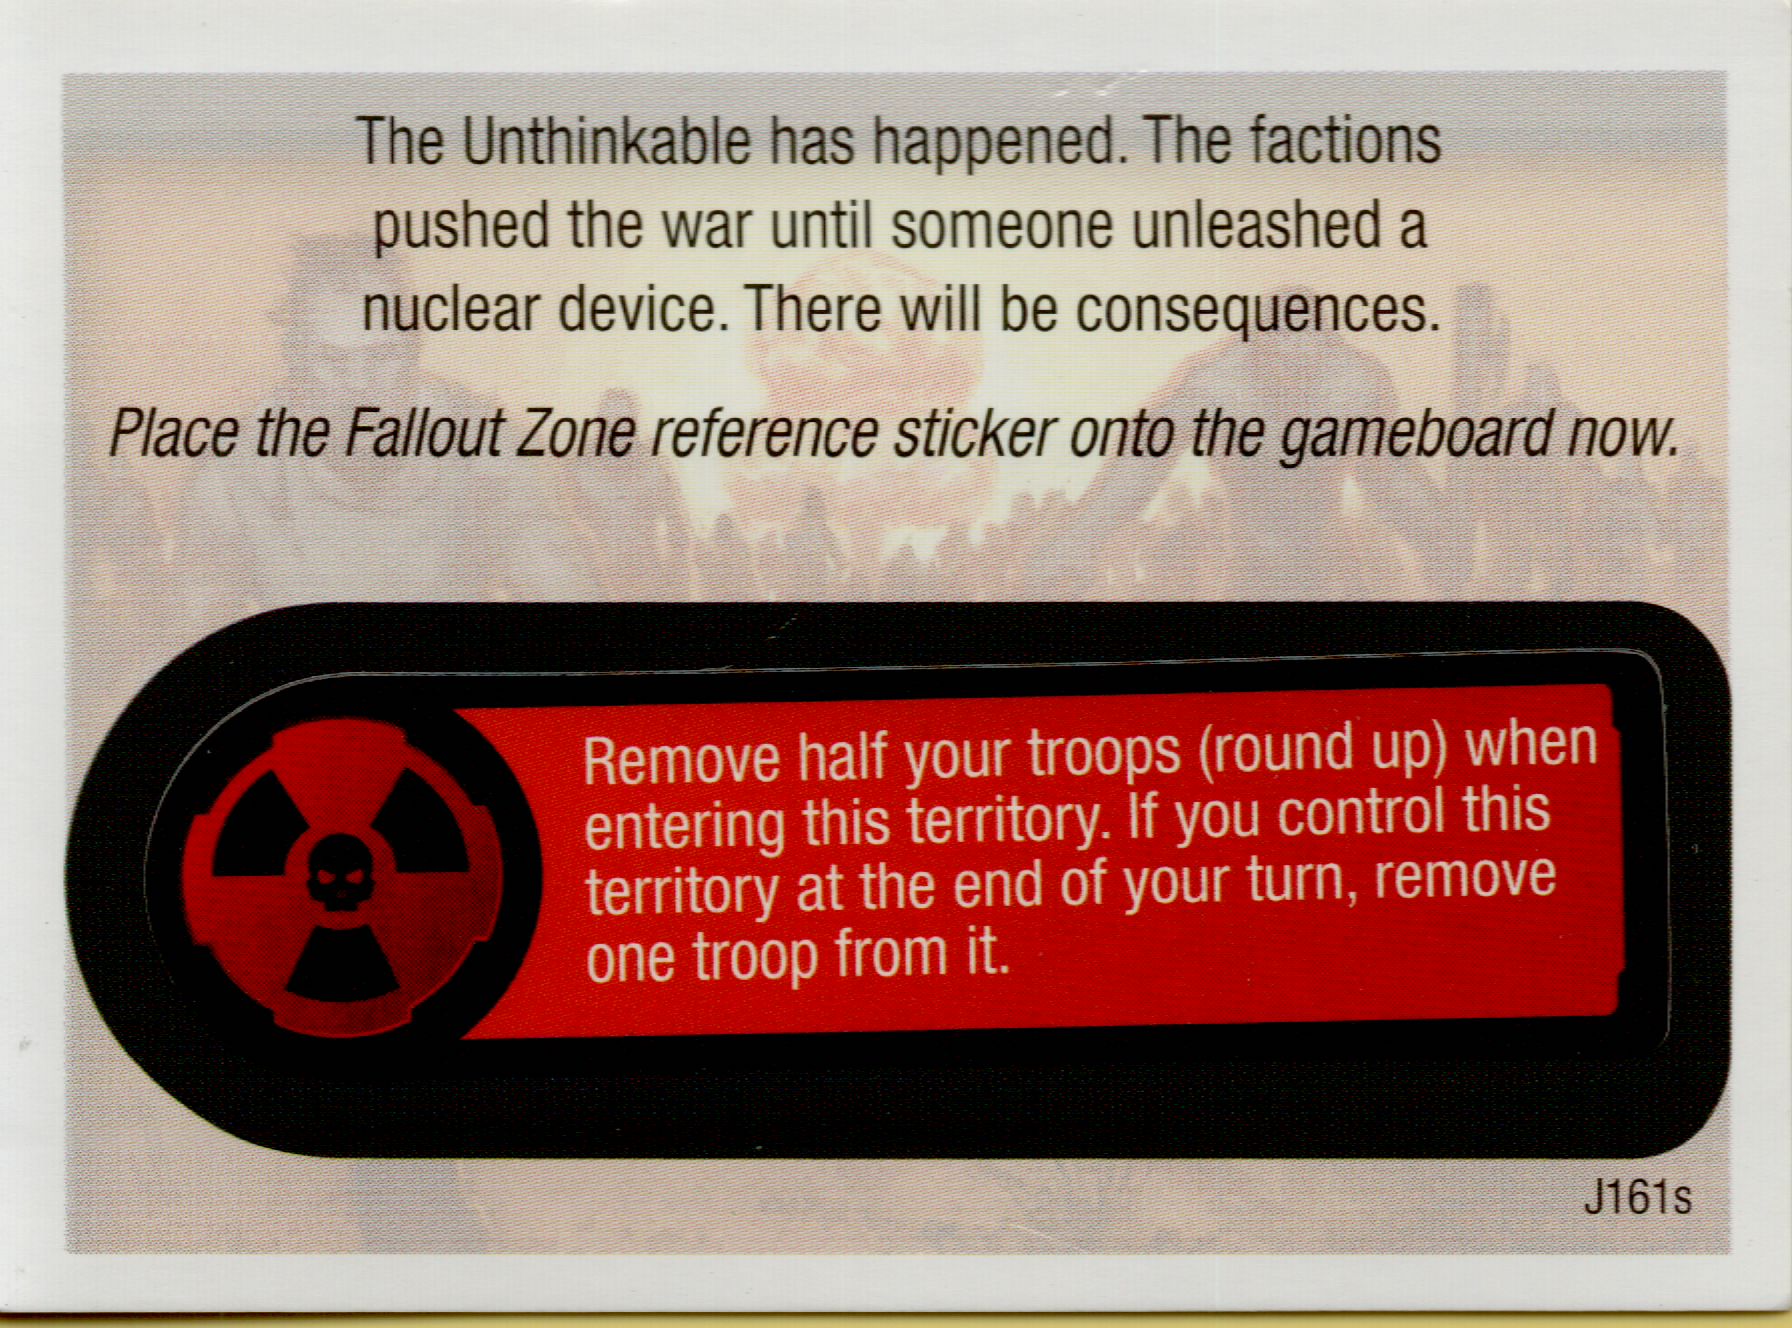 The Unthinkable has happened. The factions
pushed the war until someone unleashed a
nuclear device. There will be consequences.
Place the Fallout Zone reference sticker onto the gameboard now.
Remove half your troops (round up) when
entering this territory. If you control this
territory at the end of your turn, remove
one troop from it.
J161s